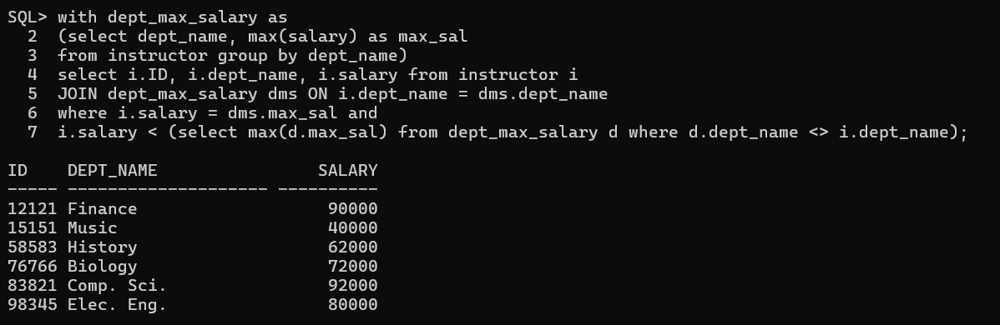 SQL> with dept_max_salary as
  2  (select dept_name, max(salary) as max_sal
  3  from instructor group by dept_name)
  4  select i.ID, i.dept_name, i.salary from instructor i
  5  JOIN dept_max_salary dms ON i.dept_name = dms.dept_name
  6  where i.salary = dms.max_sal and
  7  i.salary < (select max(d.max_sal) from dept_max_salary d where d.dept_name <> i.dept_name);

ID    DEPT_NAME                SALARY
----- -------------------- ----------
12121 Finance                   90000
15151 Music                     40000
58583 History                   62000
76766 Biology                   72000
83821 Comp. Sci.                92000
98345 Elec. Eng.                80000